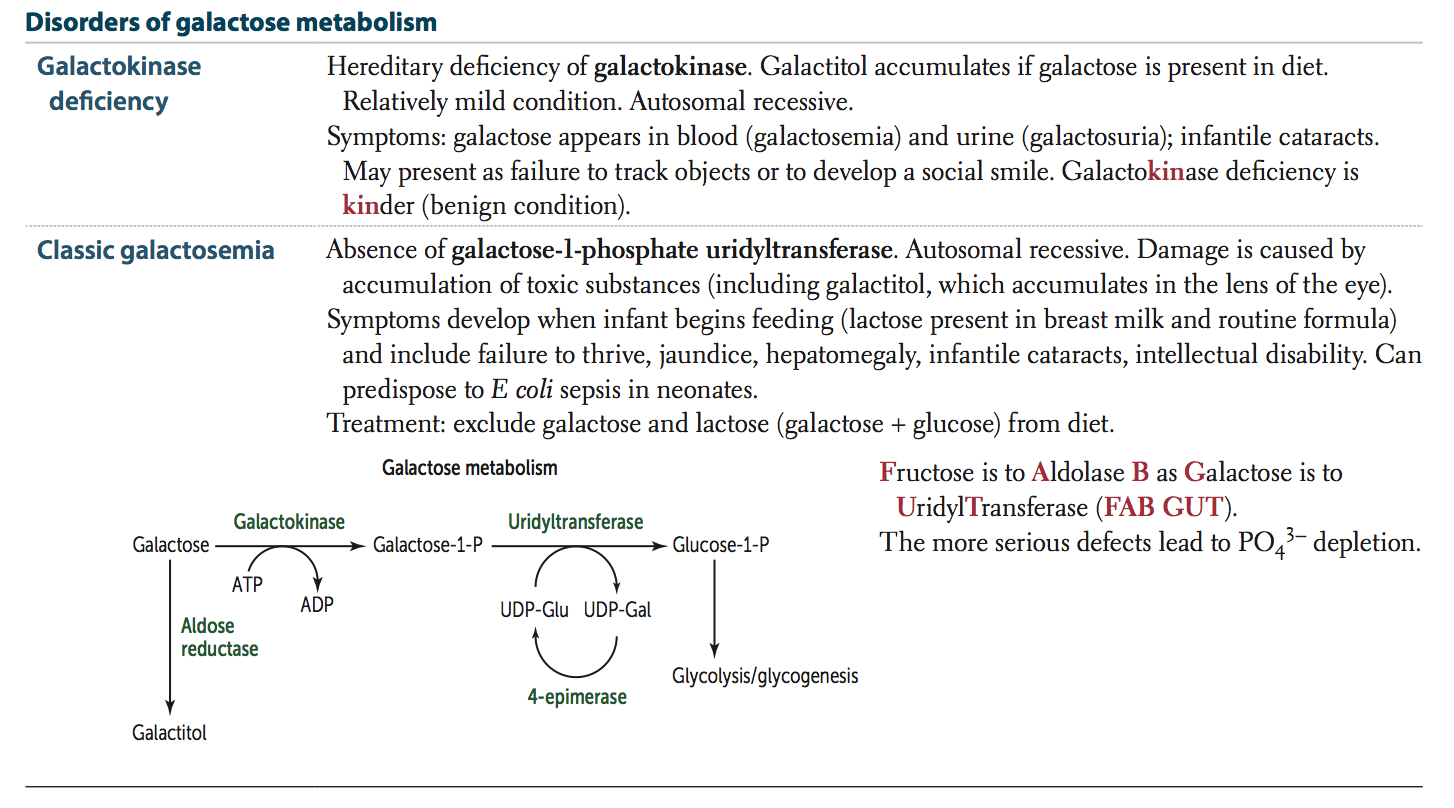 Disorders of galactose metabolism
Galactokinase
deficiency
Hereditary deficiency of galactokinase. Galactitol accumulates if galactose is present in diet.
Relatively mild condition. Autosomal recessive.
Symptoms: galactose appears in blood (galactosemia) and urine (galactosuria); infantile cataracts.
May present as failure to track objects or to develop a social smile. Galactokinase deficiency is
kinder (benign condition).
Classic galactosemia
Absence of galactose-1-phosphate uridyltransferase. Autosomal recessive. Damage is caused by
accumulation of toxic substances (including galactitol, which accumulates in the lens of the eye).
Symptoms develop when infant begins feeding (lactose present in breast milk and routine formula)
and include failure to thrive, jaundice, hepatomegaly, infantile cataracts, intellectual disability. Can
predispose to E coli sepsis in neonates.
Treatment: exclude galactose and lactose (galactose + glucose) from diet.
Galactose metabolism
Galactokinase
Uridyltransferase
Galactose
Galactose-1-P
Glucose-1-P
ATP
ADP
UDP-Glu
UDP-Gal
Aldose
reductase
Glycolysis/glycogenesis
4-epimerase
Galactitol
Fructose is to Aldolase B as Galactose is to
UridylTransferase (FAB GUT).
The more serious defects lead to PO₄³⁻ depletion.